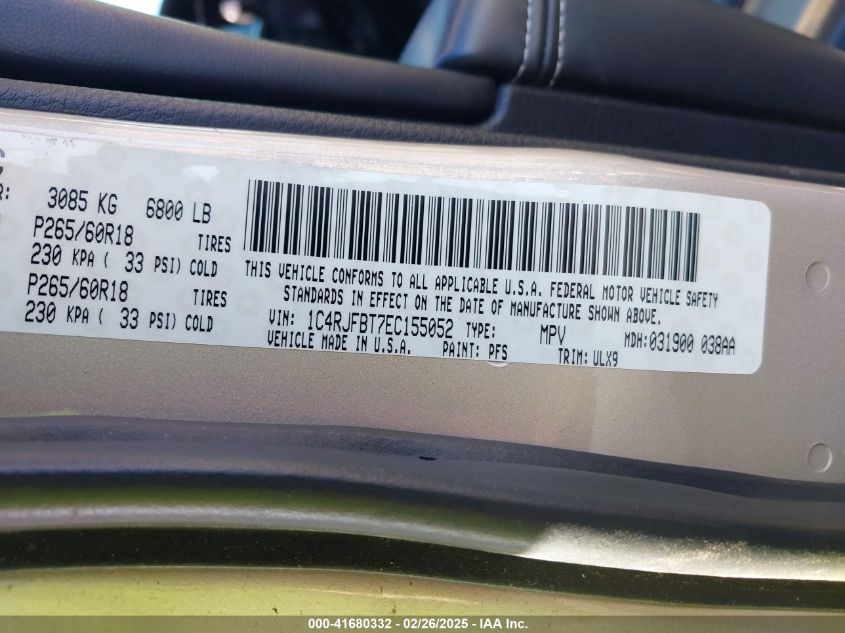 R: 3085 KG 6800 LB
P265/60R18 TIRES
230 KPA ( 33 PSI) COLD
P265/60R18 TIRES
230 KPA ( 33 PSI) COLD
THIS VEHICLE CONFORMS TO ALL APPLICABLE U.S.A. FEDERAL MOTOR VEHICLE SAFETY
STANDARDS IN EFFECT ON THE DATE OF MANUFACTURE SHOWN ABOVE.
VIN: 1C4RJFBT7EC155052 TYPE: MPV MDH:031900 038AA
VEHICLE MADE IN U.S.A. PAINT: PFS TRIM: ULX9
000-41680332 - 02/26/2025 - IAA Inc.